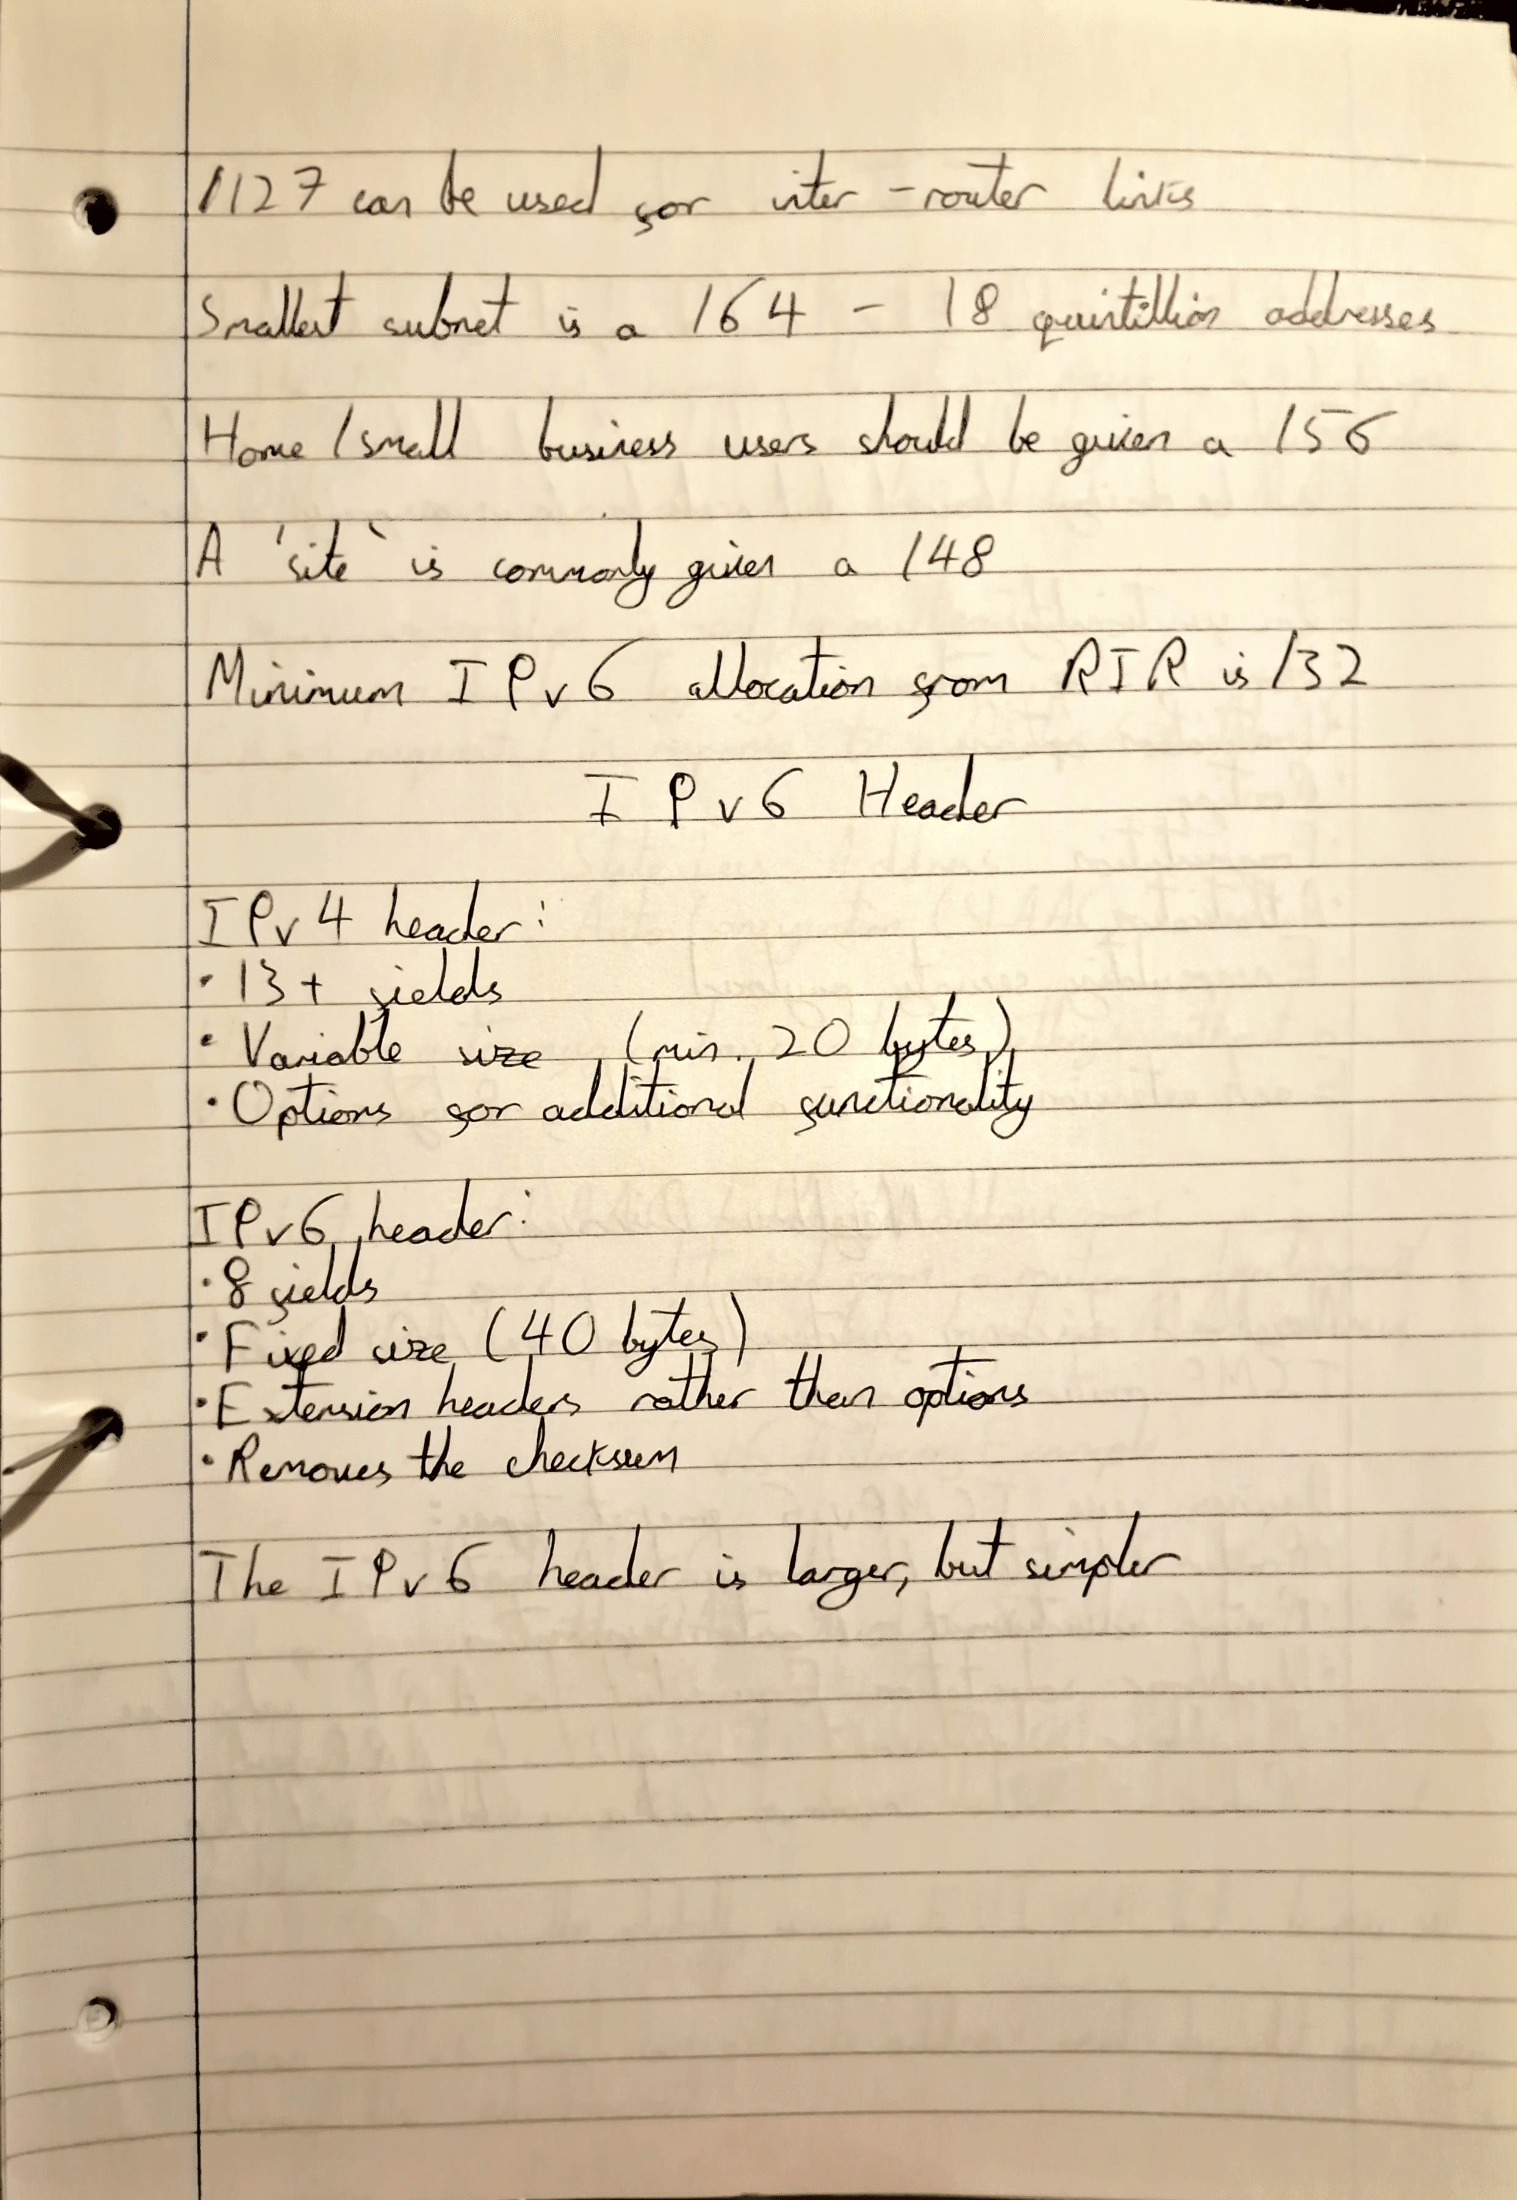 /127 can be used for inter-router links
Smallest subnet is a /64 - 18 quintillion addresses
Home/small business users should be given a /56
A 'site' is commonly given a /48
Minimum IPv6 allocation from RIR is /32
IPv6 Header
IPv4 header:
• 13+ fields
• Variable size (min. 20 bytes)
• Options for additional functionality
IPv6 header:
• 8 fields
• Fixed size (40 bytes)
• Extension headers rather than options
• Removes the checksum
The IPv6 header is larger, but simpler